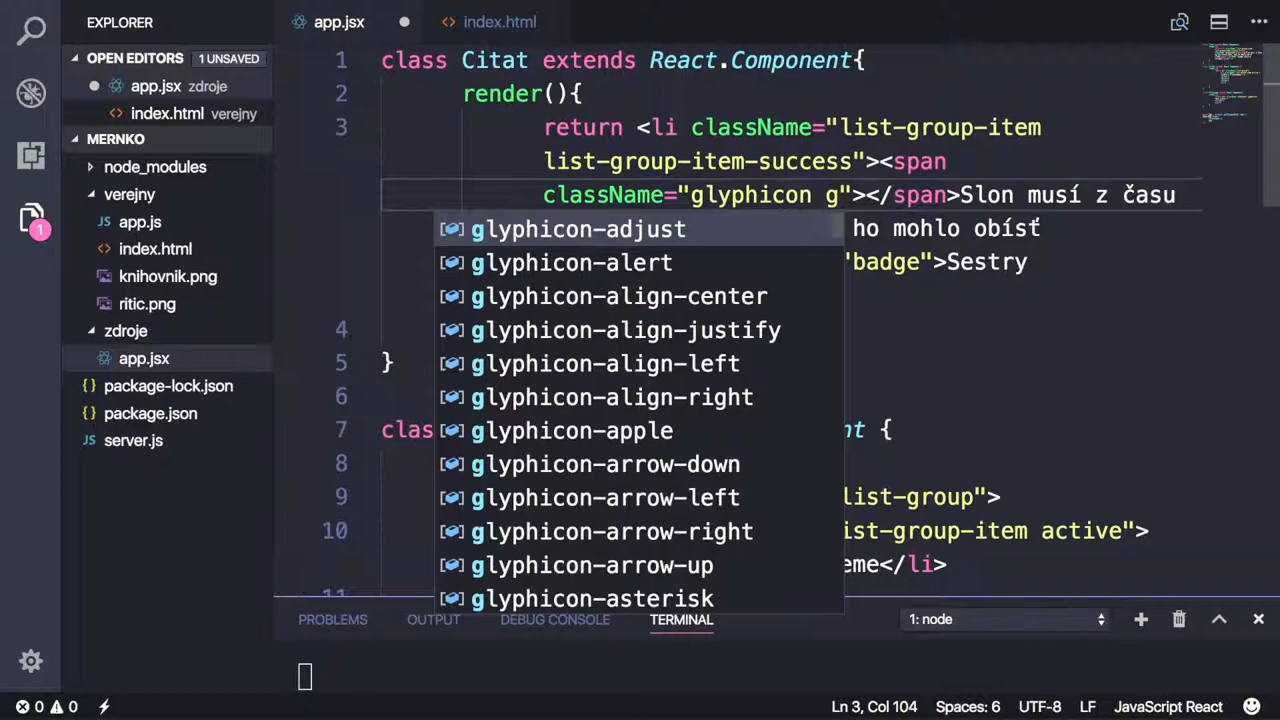 EXPLORER
OPEN EDITORS 1 UNSAVED
app.jsx zdroje
index.html verejny
MERNKO
node_modules
verejny
app.js
index.html
knihovnik.png
ritic.png
zdroje
app.jsx
package-lock.json
package.json
server.js
1
app.jsx
index.html
1 class Citat extends React.Component{
2 render(){
3 return <li className="list-group-item
list-group-item-success"><span
className="glyphicon g"></span>Slon musí z času
ho mohlo obísť
"badge">Sestry
4
5 }
6
7 clas nt {
8
9 list-group">
10 ist-group-item active">
eme</li>
11
glyphicon-adjust
glyphicon-alert
glyphicon-align-center
glyphicon-align-justify
glyphicon-align-left
glyphicon-align-right
glyphicon-apple
glyphicon-arrow-down
glyphicon-arrow-left
glyphicon-arrow-right
glyphicon-arrow-up
glyphicon-asterisk
PROBLEMS OUTPUT DEBUG CONSOLE TERMINAL 1: node
0 0 Ln 3, Col 104 Spaces: 6 UTF-8 LF JavaScript React